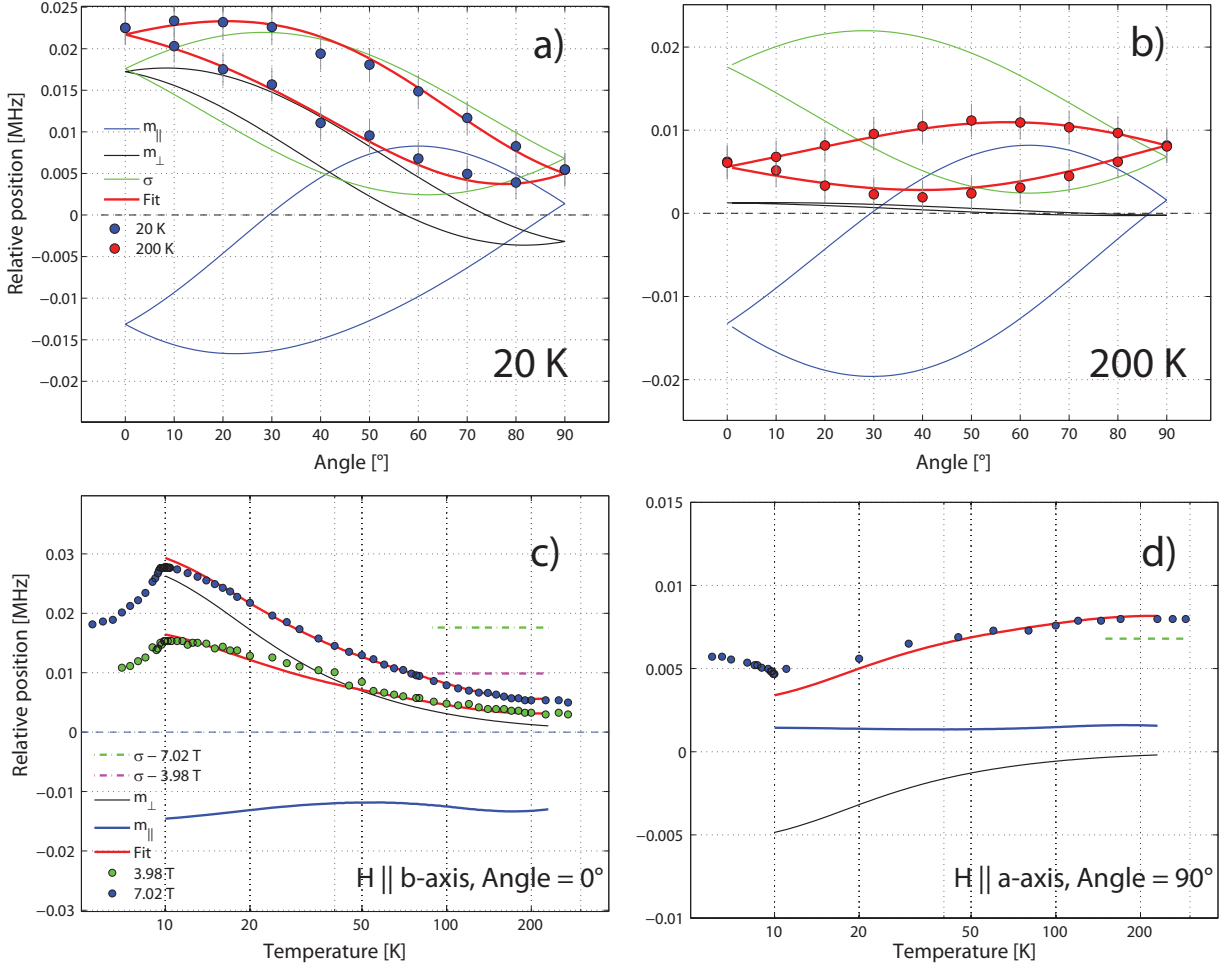 a)
0.025
0.02
0.015
0.01
0.005
0
−0.005
−0.01
−0.015
−0.02
Relative position [MHz]
m||
m⊥
σ
Fit
20 K
200 K
20 K
0 10 20 30 40 50 60 70 80 90
Angle [°]
b)
0.02
0.01
0
−0.01
−0.02
200 K
0 10 20 30 40 50 60 70 80 90
Angle [°]
c)
0.03
0.02
0.01
0
−0.01
−0.02
−0.03
Relative position [MHz]
σ − 7.02 T
σ − 3.98 T
m⊥
m||
Fit
3.98 T
7.02 T
H || b-axis, Angle = 0°
10 20 50 100 200
Temperature [K]
d)
0.015
0.01
0.005
0
−0.005
−0.01
H || a-axis, Angle = 90°
10 20 50 100 200
Temperature [K]